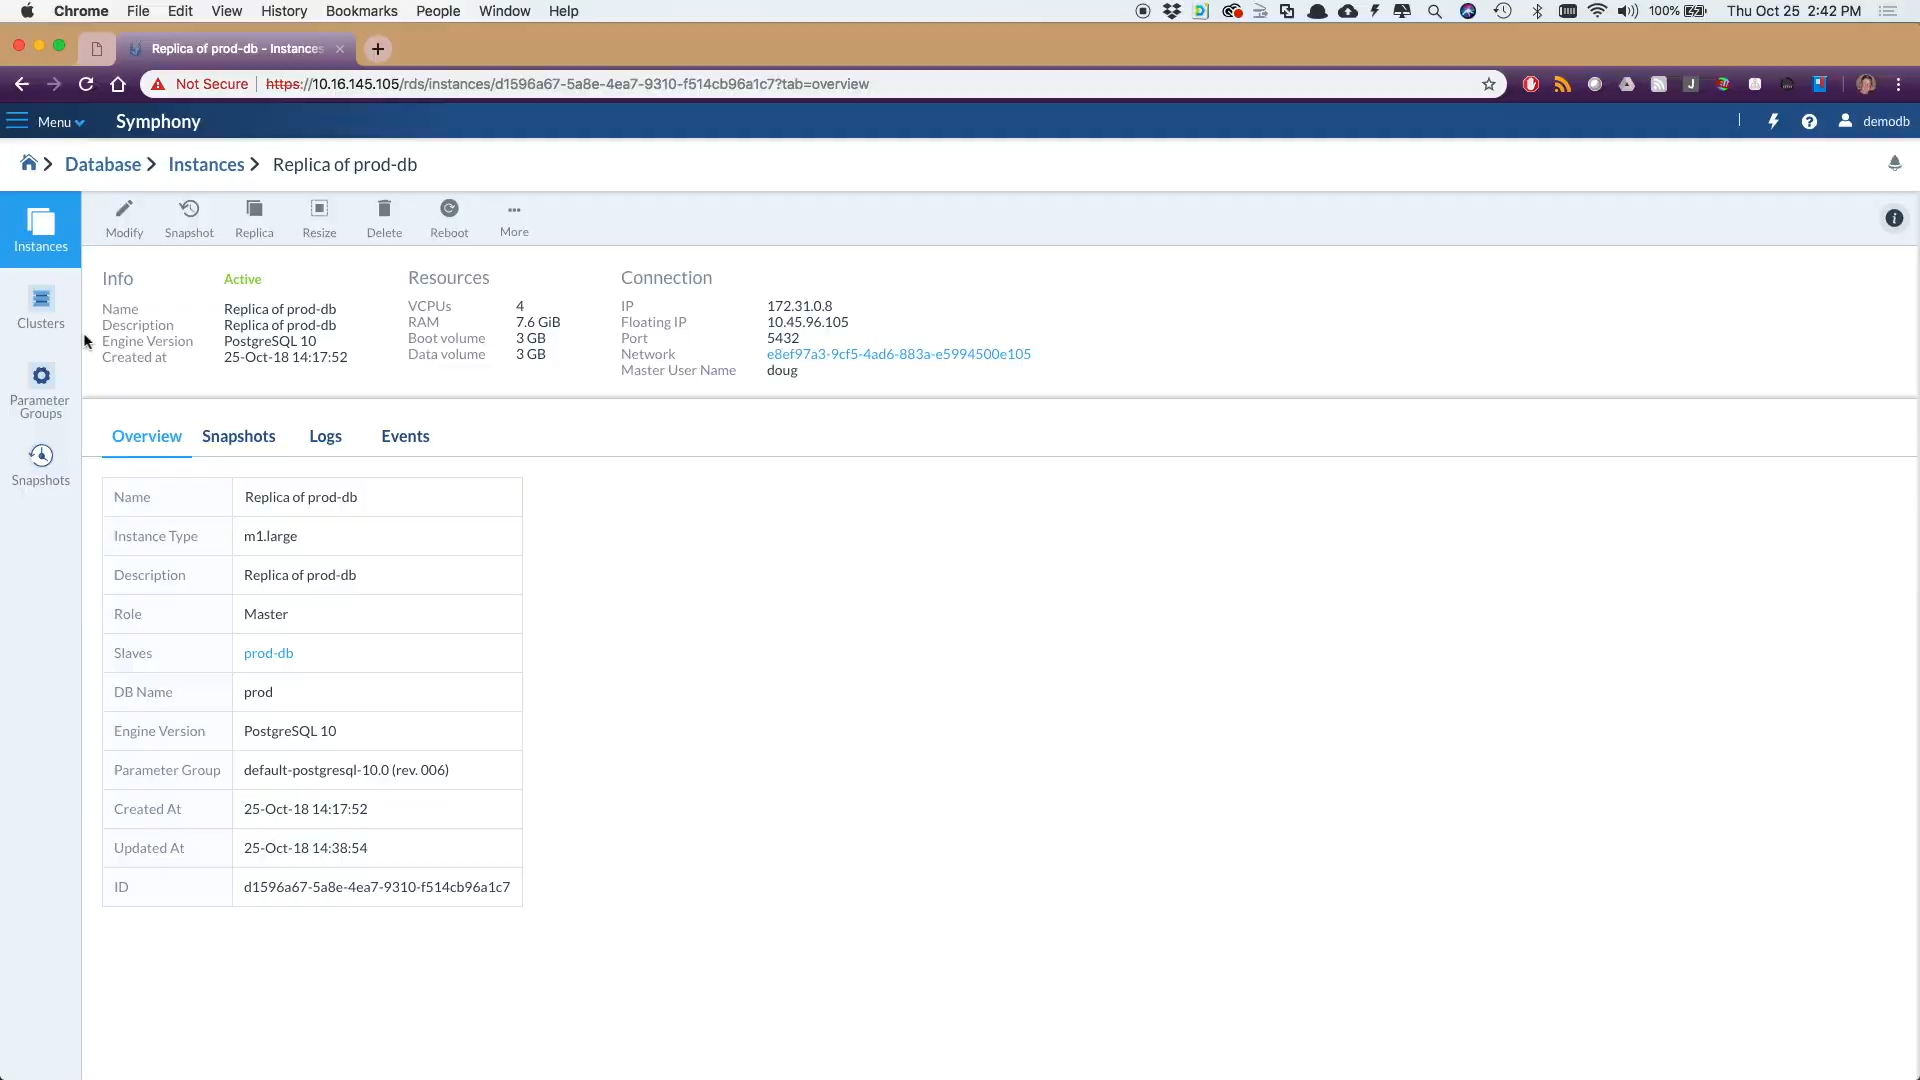 Chrome File Edit View History Bookmarks People Window Help 100% Thu Oct 25 2:42 PM
Replica of prod-db - Instances
Not Secure https://10.16.145.105/rds/instances/d1596a67-5a8e-4ea7-9310-f514cb96a1c7?tab=overview
Menu Symphony demodb
Database > Instances > Replica of prod-db
Modify Snapshot Replica Resize Delete Reboot More
Instances
Clusters
Parameter
Groups
Snapshots
Info Active Resources Connection
Name Replica of prod-db VCPUs 4 IP 172.31.0.8
Description Replica of prod-db RAM 7.6 GiB Floating IP 10.45.96.105
Engine Version PostgreSQL 10 Boot volume 3 GB Port 5432
Created at 25-Oct-18 14:17:52 Data volume 3 GB Network e8ef97a3-9cf5-4ad6-883a-e5994500e105
Master User Name doug
Overview Snapshots Logs Events
Name Replica of prod-db
Instance Type m1.large
Description Replica of prod-db
Role Master
Slaves prod-db
DB Name prod
Engine Version PostgreSQL 10
Parameter Group default-postgresql-10.0 (rev. 006)
Created At 25-Oct-18 14:17:52
Updated At 25-Oct-18 14:38:54
ID d1596a67-5a8e-4ea7-9310-f514cb96a1c7